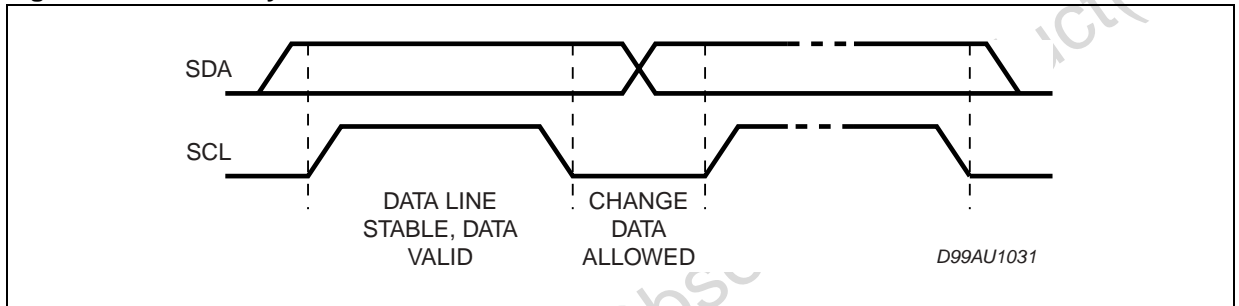 SDA
SCL
DATA LINE
STABLE, DATA
VALID
CHANGE
DATA
ALLOWED
D99AU1031